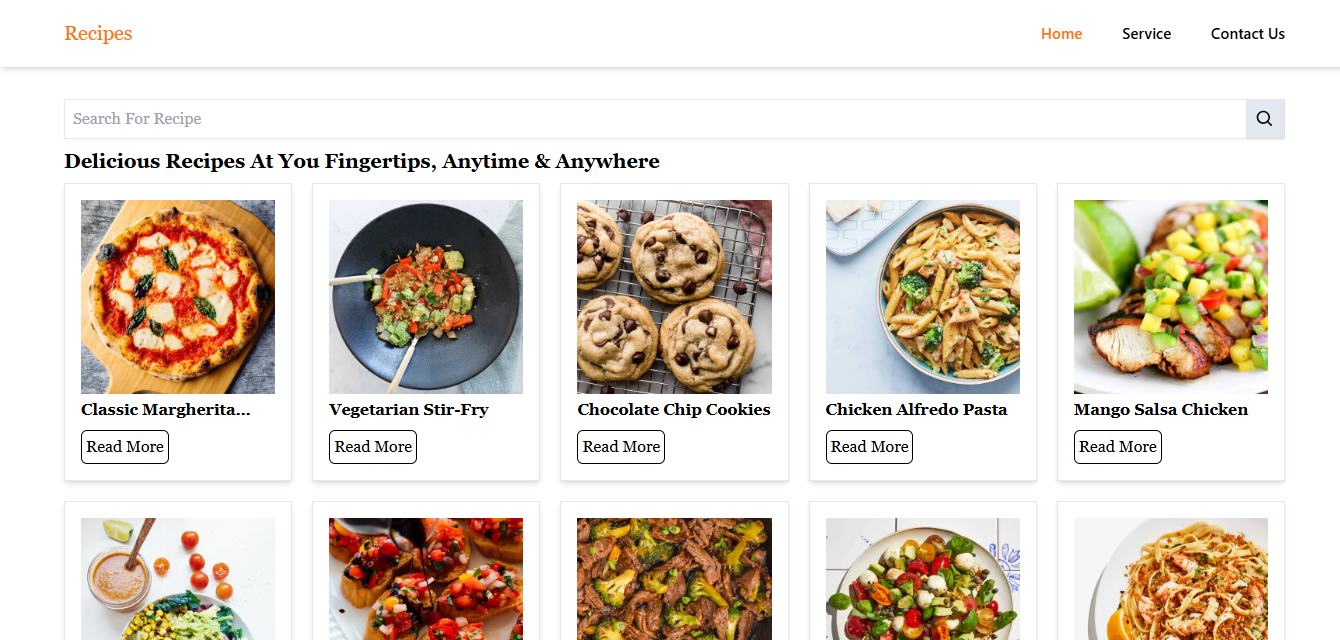 Recipes
Home Service Contact Us
Search For Recipe
Delicious Recipes At You Fingertips, Anytime & Anywhere
Classic Margherita... Vegetarian Stir-Fry Chocolate Chip Cookies Chicken Alfredo Pasta Mango Salsa Chicken
Read More Read More Read More Read More Read More